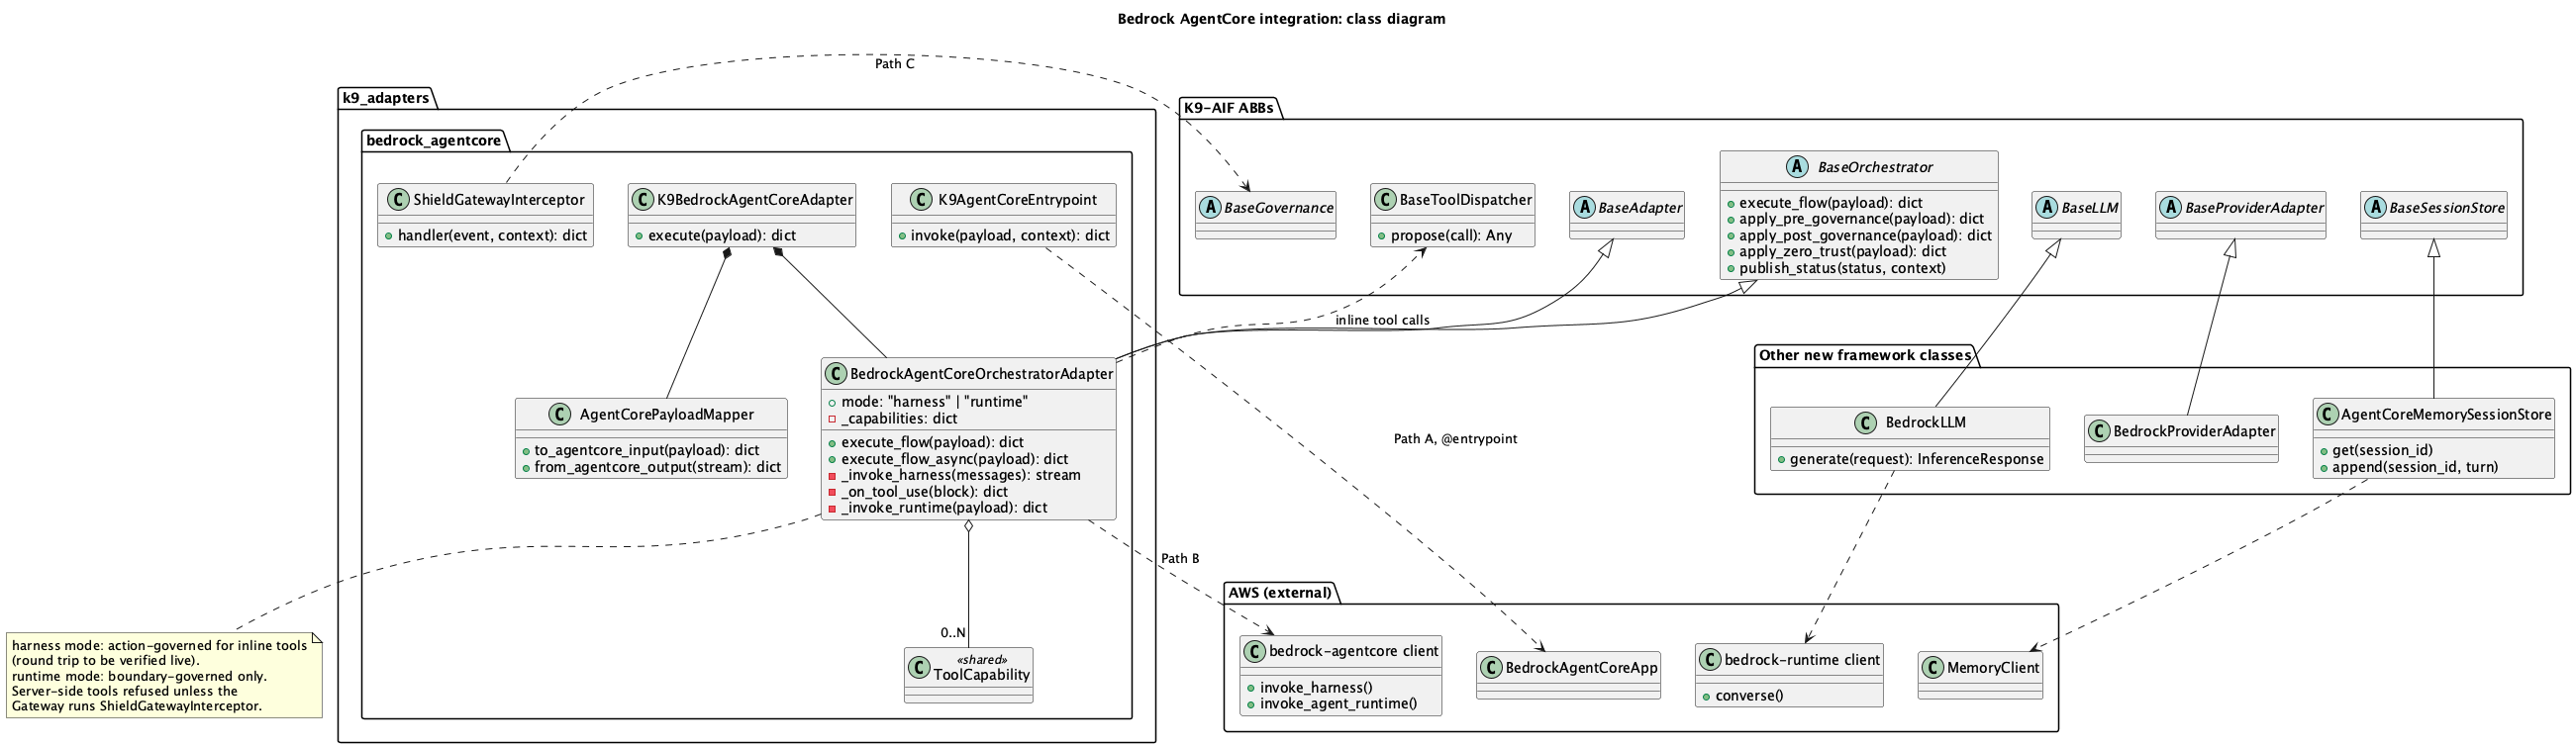 Bedrock AgentCore integration: class diagram
Path C
k9_adapters
bedrock_agentcore
C ShieldGatewayInterceptor
handler(event, context): dict
C K9BedrockAgentCoreAdapter
execute(payload): dict
C K9AgentCoreEntrypoint
invoke(payload, context): dict
C AgentCorePayloadMapper
to_agentcore_input(payload): dict
from_agentcore_output(stream): dict
C BedrockAgentCoreOrchestratorAdapter
mode: "harness" | "runtime"
_capabilities: dict
execute_flow(payload): dict
execute_flow_async(payload): dict
_invoke_harness(messages): stream
_on_tool_use(block): dict
_invoke_runtime(payload): dict
0..N
C «shared»
ToolCapability
harness mode: action-governed for inline tools
(round trip to be verified live).
runtime mode: boundary-governed only.
Server-side tools refused unless the
Gateway runs ShieldGatewayInterceptor.
K9-AIF ABBs
A BaseGovernance
C BaseToolDispatcher
propose(call): Any
A BaseAdapter
A BaseOrchestrator
execute_flow(payload): dict
apply_pre_governance(payload): dict
apply_post_governance(payload): dict
apply_zero_trust(payload): dict
publish_status(status, context)
A BaseLLM
A BaseProviderAdapter
A BaseSessionStore
inline tool calls
Path A, @entrypoint
Path B
Other new framework classes
C BedrockLLM
generate(request): InferenceResponse
C BedrockProviderAdapter
C AgentCoreMemorySessionStore
get(session_id)
append(session_id, turn)
AWS (external)
C bedrock-agentcore client
invoke_harness()
invoke_agent_runtime()
C BedrockAgentCoreApp
C bedrock-runtime client
converse()
C MemoryClient